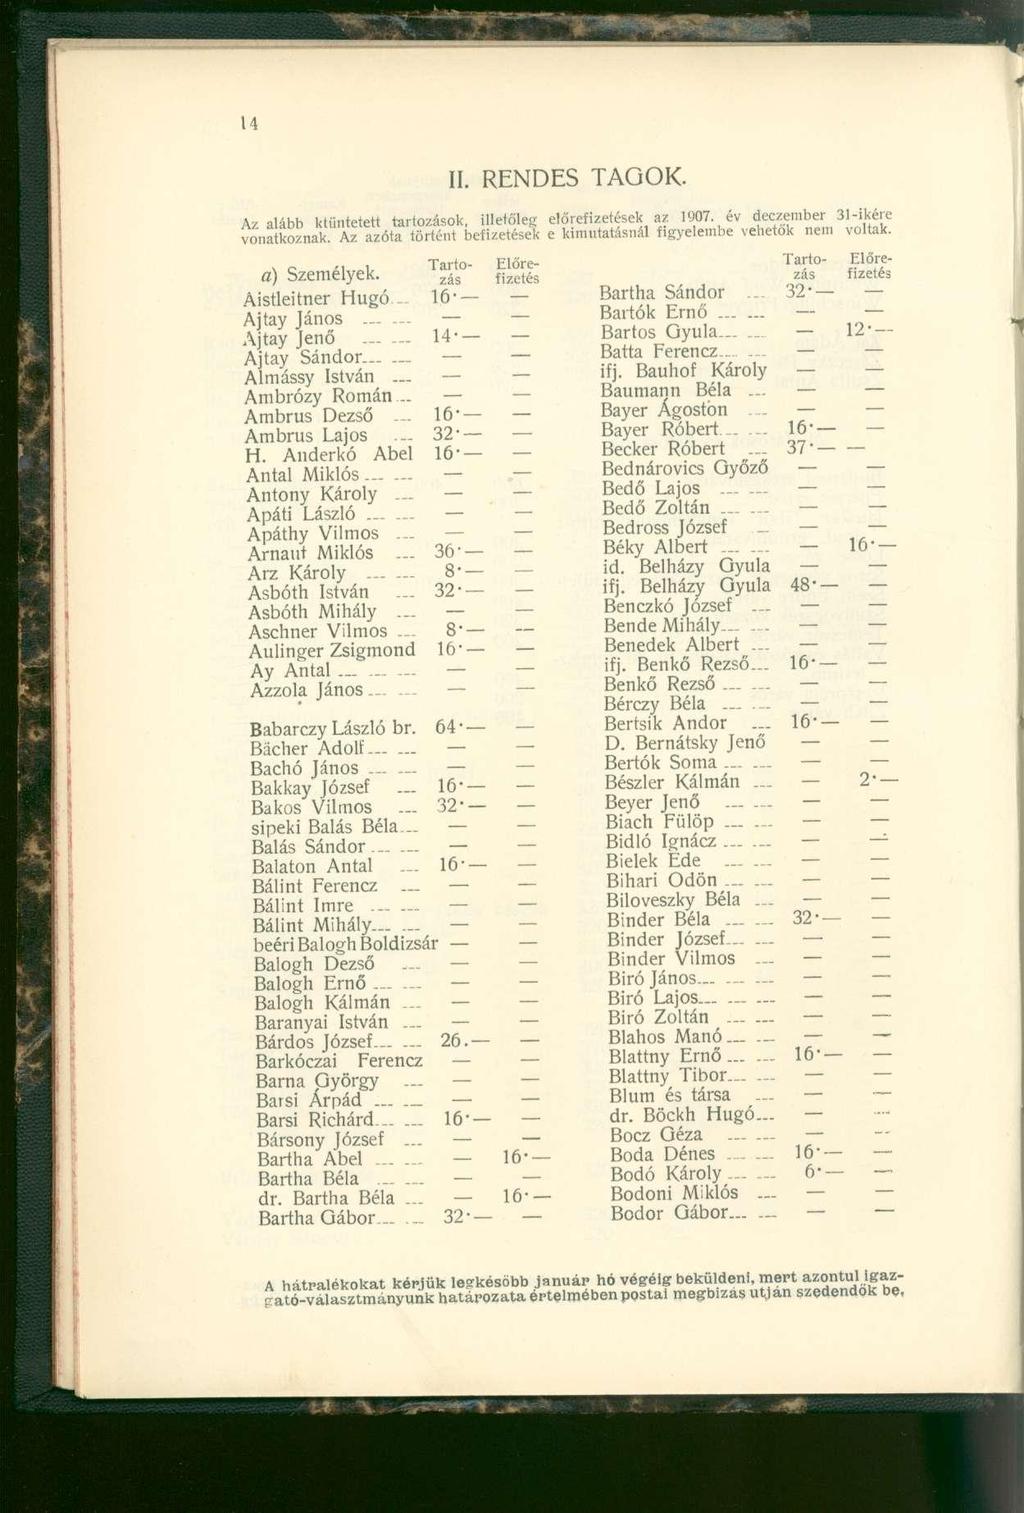 14
II. RENDES TAGOK.
Az alább ktüntetett tartozások, illetőleg előrefizetések az 1907. év deczember 31-ikére
vonatkoznak. Az azóta történt befizetések e kimutatásnál figyelembe vehetők nem voltak.
a) Személyek. Tarto-zás Előre-fizetés
Aistleitner Hugó 16·— —
Ajtay János — —
Ajtay Jenő 14·— —
Ajtay Sándor — —
Almássy István — —
Ambrózy Román — —
Ambrus Dezső 16·— —
Ambrus Lajos 32·— —
H. Anderkó Abel 16·— —
Antal Miklós — —
Antony Károly — —
Apáti László — —
Apáthy Vilmos — —
Arnaut Miklós 36·— —
Arz Károly 8·— —
Asbóth István 32·— —
Asbóth Mihály — —
Aschner Vilmos 8·— —
Aulinger Zsigmond 16·— —
Ay Antal — —
Azzola János — —
Babarczy László br. 64·— —
Bächer Adolf — —
Bachó János — —
Bakkay József 16·— —
Bakos Vilmos 32·— —
sipeki Balás Béla — —
Balás Sándor — —
Balaton Antal 16·— —
Bálint Ferencz — —
Bálint Imre — —
Bálint Mihály — —
beéri Balogh Boldizsár — —
Balogh Dezső — —
Balogh Ernő — —
Balogh Kálmán — —
Baranyai István — —
Bárdos József 26.— —
Barkóczai Ferencz — —
Barna György — —
Barsi Árpád — —
Barsi Richárd 16·— —
Bársony József — —
Bartha Ábel — 16·—
Bartha Béla — —
dr. Bartha Béla — 16·—
Bartha Gábor 32·— —
Tarto-zás Előre-fizetés
Bartha Sándor 32·— —
Bartók Ernő — —
Bartos Gyula — 12·—
Batta Ferencz — —
ifj. Bauhof Károly — —
Baumann Béla — —
Bayer Ágoston — —
Bayer Róbert 16·— —
Becker Róbert 37·— —
Bednárovics Győző — —
Bedő Lajos — —
Bedő Zoltán — —
Bedross József — —
Béky Albert — 16·—
id. Belházy Gyula — —
ifj. Belházy Gyula 48·— —
Benczkó József — —
Bende Mihály — —
Benedek Albert — —
ifj. Benkő Rezső 16·— —
Benkő Rezső — —
Bérczy Béla — —
Bertsik Andor 16·— —
D. Bernátsky Jenő — —
Bertók Soma — —
Bészler Kálmán — 2·—
Beyer Jenő — —
Biach Fülöp — —
Bidló Ignácz — —
Bielek Ede — —
Bihari Ödön — —
Biloveszky Béla — —
Binder Béla 32·— —
Binder József — —
Binder Vilmos — —
Biró János — —
Biró Lajos — —
Biró Zoltán — —
Blahos Manó — —
Blattny Ernő 16·— —
Blattny Tibor — —
Blum és társa — —
dr. Böckh Hugó — —
Bocz Géza — —
Boda Dénes 16·— —
Bodó Károly 6·— —
Bodoni Miklós — —
Bodor Gábor — —
A hátralékokat kérjük legkésőbb január hó végéig beküldeni, mert azontul igaz-
gató-választmányunk határozata értelmében postai megbizás utján szedendők be.